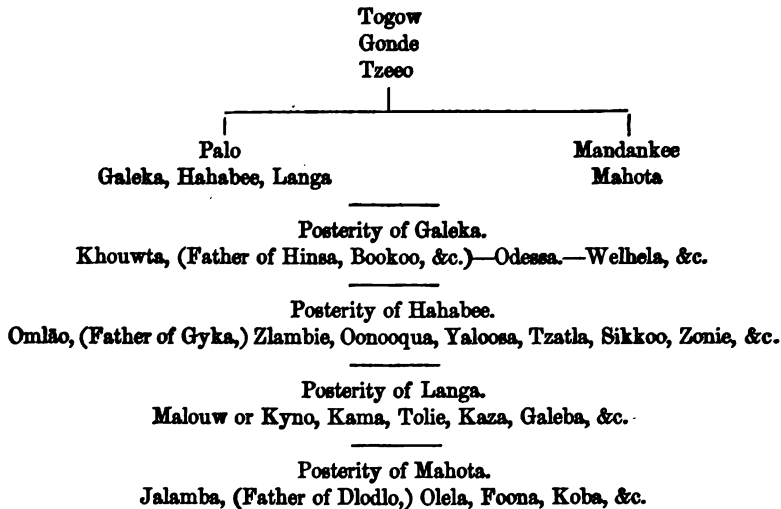 Togow
Gonde
Tzeeo
Palo
Mandankee
Galeka, Hahabee, Langa
Mahota
Posterity of Galeka.
Khouwta, (Father of Hinsa, Bookoo, &c.)—Odessa.—Welhela, &c.
Posterity of Hahabee.
Omlāo, (Father of Gyka,) Zlambie, Oonooqua, Yaloosa, Tzatla, Sikkoo, Zonie, &c.
Posterity of Langa.
Malouw or Kyno, Kama, Tolie, Kaza, Galeba, &c.
Posterity of Mahota.
Jalamba, (Father of Dlodlo,) Olela, Foona, Koba, &c.